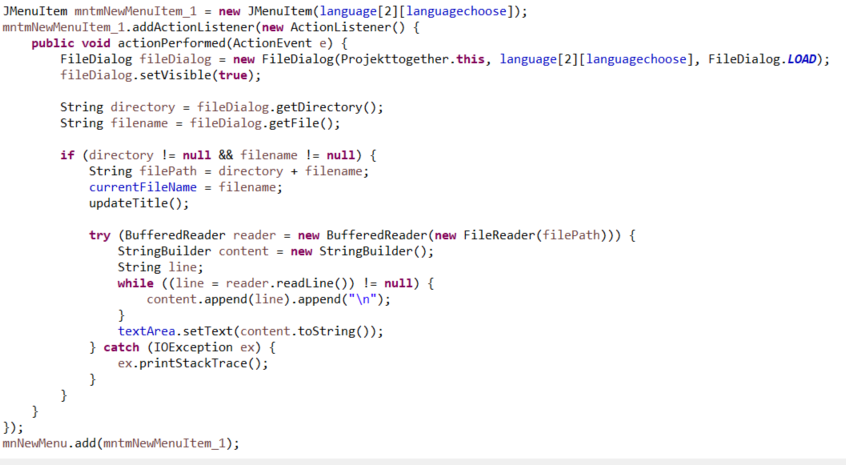 JMenuItem mntmNewMenuItem_1 = new JMenuItem(language[2][languagechoose]);
mntmNewMenuItem_1.addActionListener(new ActionListener() {
    public void actionPerformed(ActionEvent e) {
        FileDialog fileDialog = new FileDialog(Projekttogether.this, language[2][languagechoose], FileDialog.LOAD);
        fileDialog.setVisible(true);

        String directory = fileDialog.getDirectory();
        String filename = fileDialog.getFile();

        if (directory != null && filename != null) {
            String filePath = directory + filename;
            currentFileName = filename;
            updateTitle();

            try (BufferedReader reader = new BufferedReader(new FileReader(filePath))) {
                StringBuilder content = new StringBuilder();
                String line;
                while ((line = reader.readLine()) != null) {
                    content.append(line).append("\n");
                }
                textArea.setText(content.toString());
            } catch (IOException ex) {
                ex.printStackTrace();
            }
        }
    }
});
mnNewMenu.add(mntmNewMenuItem_1);